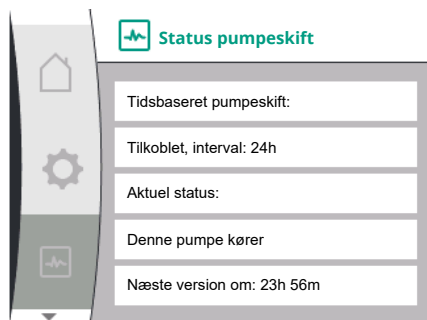 Status pumpeskift
Tidsbaseret pumpeskift:
Tilkoblet, interval: 24h
Aktuel status:
Denne pumpe kører
Næste version om: 23h 56m